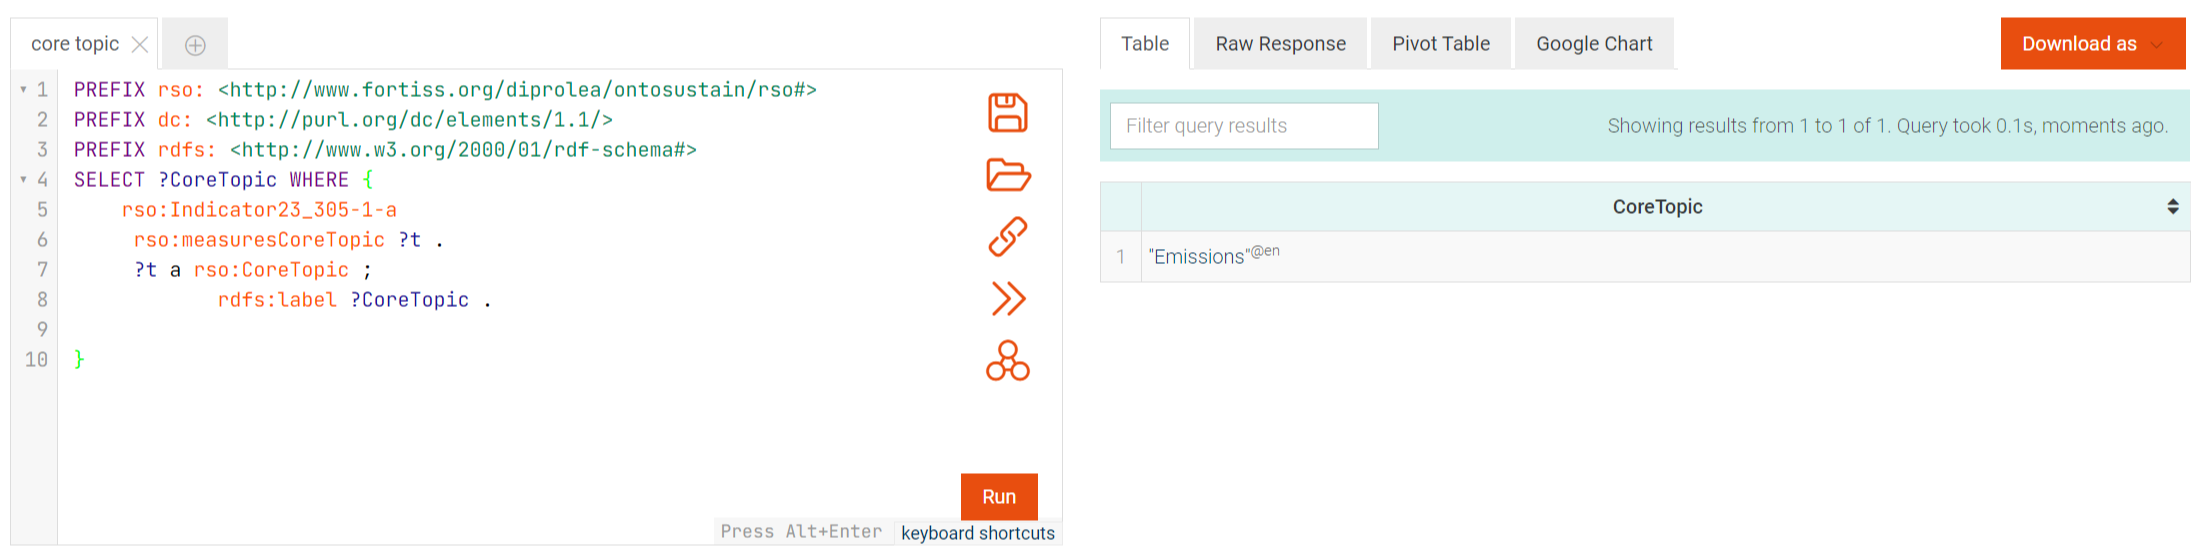 core topic
1 PREFIX rso: <http://www.fortiss.org/diprolea/ontosustain/rso#>
2 PREFIX dc: <http://purl.org/dc/elements/1.1/>
3 PREFIX rdfs: <http://www.w3.org/2000/01/rdf-schema#>
4 SELECT ?CoreTopic WHERE {
5 rso:Indicator23_305-1-a
6 rso:measuresCoreTopic ?t .
7 ?t a rso:CoreTopic ;
8 rdfs:label ?CoreTopic .
9
10 }
Run
Press Alt+Enter keyboard shortcuts
Table Raw Response Pivot Table Google Chart Download as
Filter query results Showing results from 1 to 1 of 1. Query took 0.1s, moments ago.
CoreTopic
1 "Emissions"@en